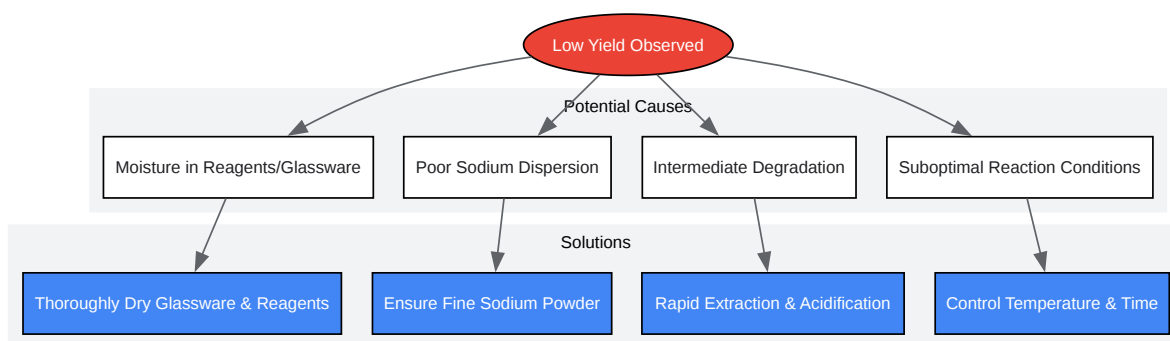 Low Yield Observed
Potential Causes
Moisture in Reagents/Glassware
Poor Sodium Dispersion
Intermediate Degradation
Suboptimal Reaction Conditions
Solutions
Thoroughly Dry Glassware & Reagents
Ensure Fine Sodium Powder
Rapid Extraction & Acidification
Control Temperature & Time